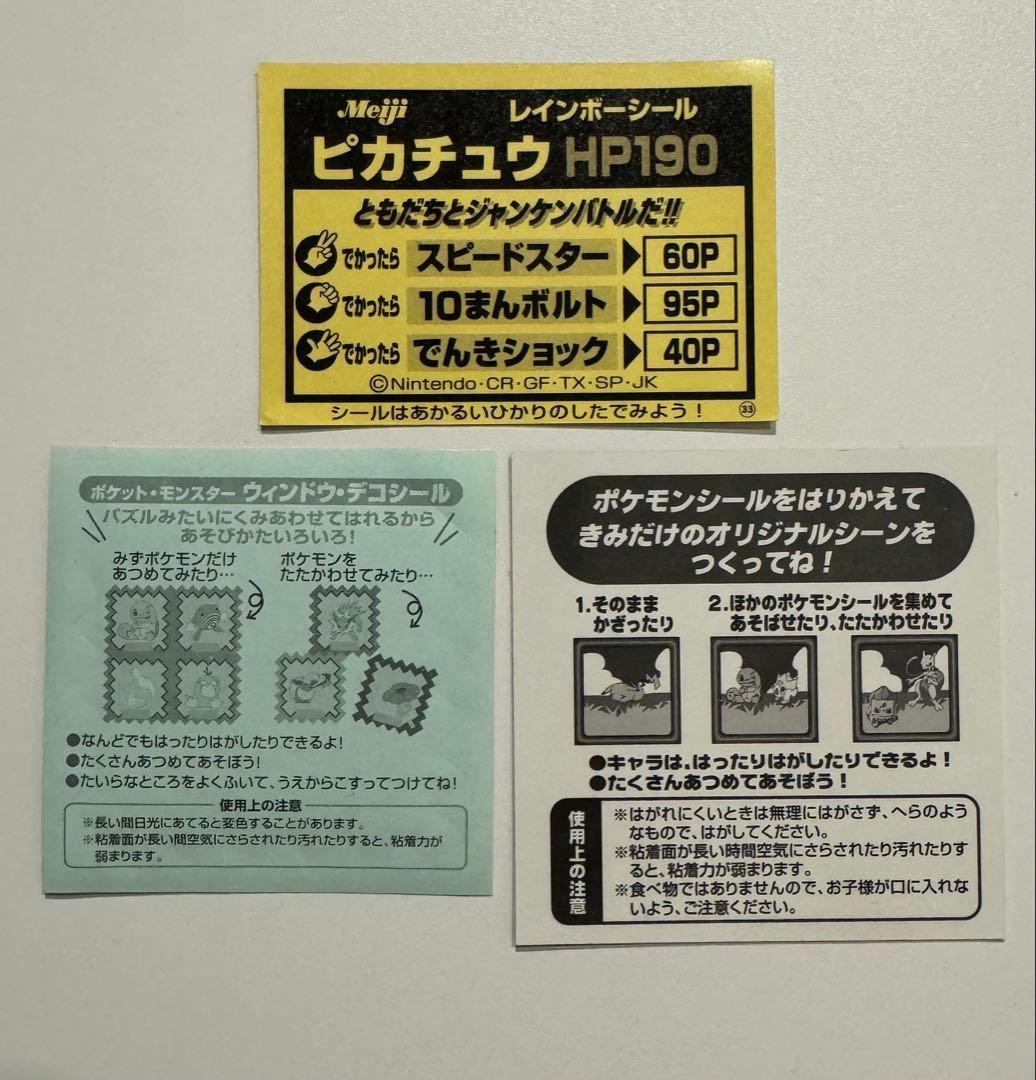 Meiji レインボーシール
ピカチュウ HP190
ともだちとジャンケンバトルだ!!
でかったら スピードスター 60P
でかったら 10まんボルト 95P
でかったら でんきショック 40P
©Nintendo・CR・GF・TX・SP・JK
シールはあかるいひかりのしたでみよう! ㉝
ポケット・モンスター ウィンドウ・デコシール
パズルみたいにくみあわせてはれるから
あそびかたいろいろ!
みずポケモンだけ
あつめてみたり…
ポケモンを
たたかわせてみたり…
●なんどでもはったりはがしたりできるよ!
●たくさんあつめてあそぼう!
●たいらなところをよくふいて、うえからこすってつけてね!
使用上の注意
※長い間日光にあてると変色することがあります。
※粘着面が長い間空気にさらされたり汚れたりすると、粘着力が
弱まります。
ポケモンシールをはりかえて
きみだけのオリジナルシーンを
つくってね!
1.そのまま
かざったり
2.ほかのポケモンシールを集めて
あそばせたり、たたかわせたり
●キャラは、はったりはがしたりできるよ!
●たくさんあつめてあそぼう!
使用上の注意
※はがれにくいときは無理にはがさず、へらのよう
なもので、はがしてください。
※粘着面が長い時間空気にさらされたり汚れたりす
ると、粘着力が弱まります。
※食べ物ではありませんので、お子様が口に入れな
いよう、ご注意ください。